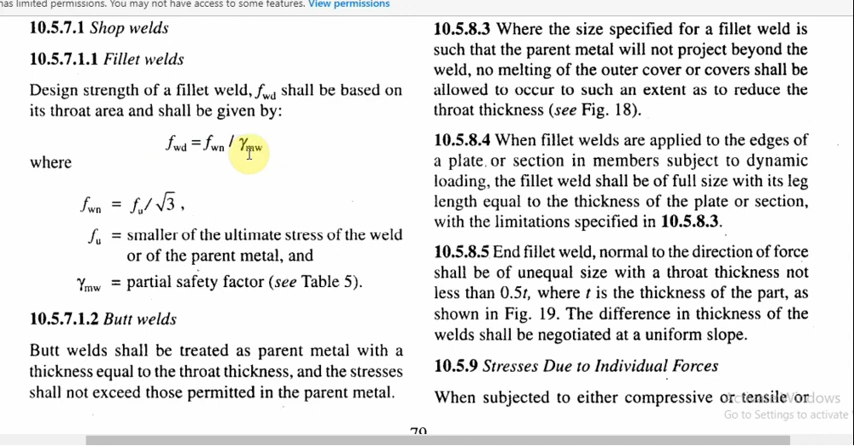 has limited permissions. You may not have access to some features. View permissions
10.5.7.1 Shop welds
10.5.7.1.1 Fillet welds
Design strength of a fillet weld, fwd shall be based on
its throat area and shall be given by:
fwd = fwn / γmw
where
fwn = fu/ √3 ,
fu = smaller of the ultimate stress of the weld
or of the parent metal, and
γmw = partial safety factor (see Table 5).
10.5.7.1.2 Butt welds
Butt welds shall be treated as parent metal with a
thickness equal to the throat thickness, and the stresses
shall not exceed those permitted in the parent metal.
10.5.8.3 Where the size specified for a fillet weld is
such that the parent metal will not project beyond the
weld, no melting of the outer cover or covers shall be
allowed to occur to such an extent as to reduce the
throat thickness (see Fig. 18).
10.5.8.4 When fillet welds are applied to the edges of
a plate, or section in members subject to dynamic
loading, the fillet weld shall be of full size with its leg
length equal to the thickness of the plate or section,
with the limitations specified in 10.5.8.3.
10.5.8.5 End fillet weld, normal to the direction of force
shall be of unequal size with a throat thickness not
less than 0.5t, where t is the thickness of the part, as
shown in Fig. 19. The difference in thickness of the
welds shall be negotiated at a uniform slope.
10.5.9 Stresses Due to Individual Forces
When subjected to either compressive or tensile or
Activate Windows
Go to Settings to activate
79